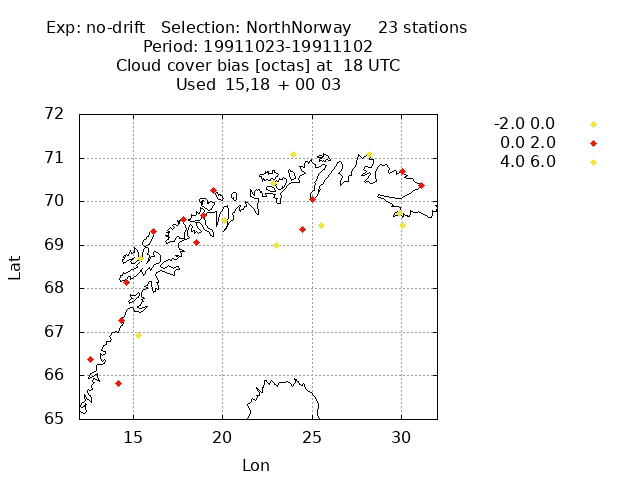 Exp: no-drift Selection: NorthNorway 23 stations
Period: 19911023-19911102
Cloud cover bias [octas] at 18 UTC
Used 15,18 + 00 03
-2.0 0.0
0.0 2.0
4.0 6.0
72
71
70
69
68
67
66
65
Lat
15 20 25 30
Lon